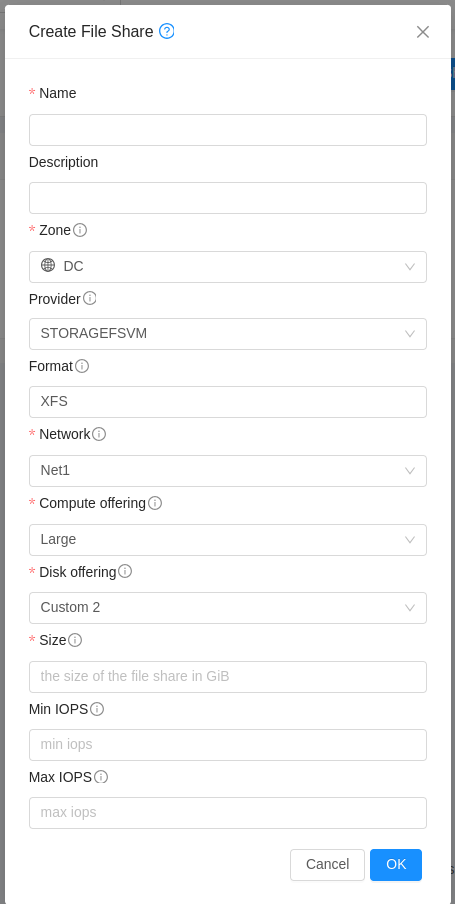 Create File Share
* Name
Description
* Zone
DC
Provider
STORAGEFSVM
Format
XFS
* Network
Net1
* Compute offering
Large
* Disk offering
Custom 2
* Size
the size of the file share in GiB
Min IOPS
min iops
Max IOPS
max iops
Cancel OK